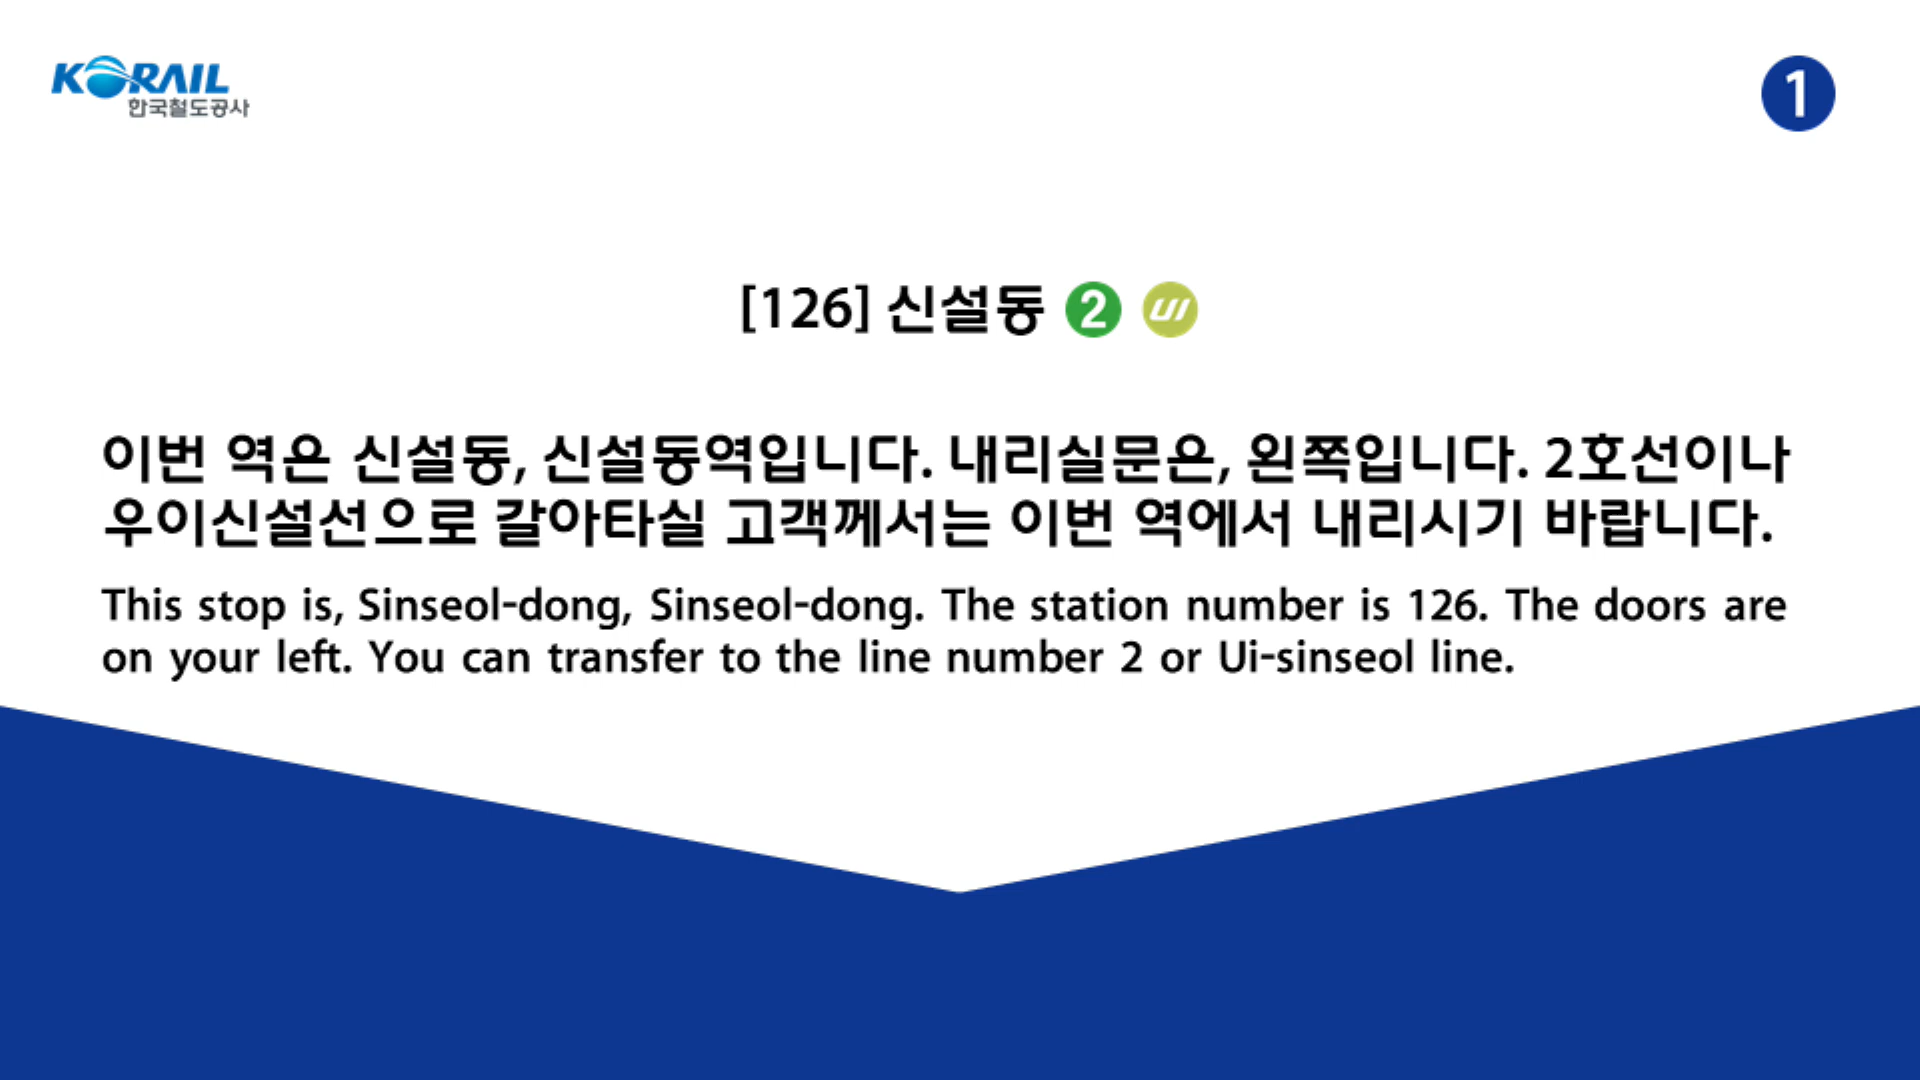 KORAIL
한국철도공사
1
[126] 신설동 2 UI
이번 역은 신설동, 신설동역입니다. 내리실문은, 왼쪽입니다. 2호선이나
우이신설선으로 갈아타실 고객께서는 이번 역에서 내리시기 바랍니다.
This stop is, Sinseol-dong, Sinseol-dong. The station number is 126. The doors are
on your left. You can transfer to the line number 2 or Ui-sinseol line.